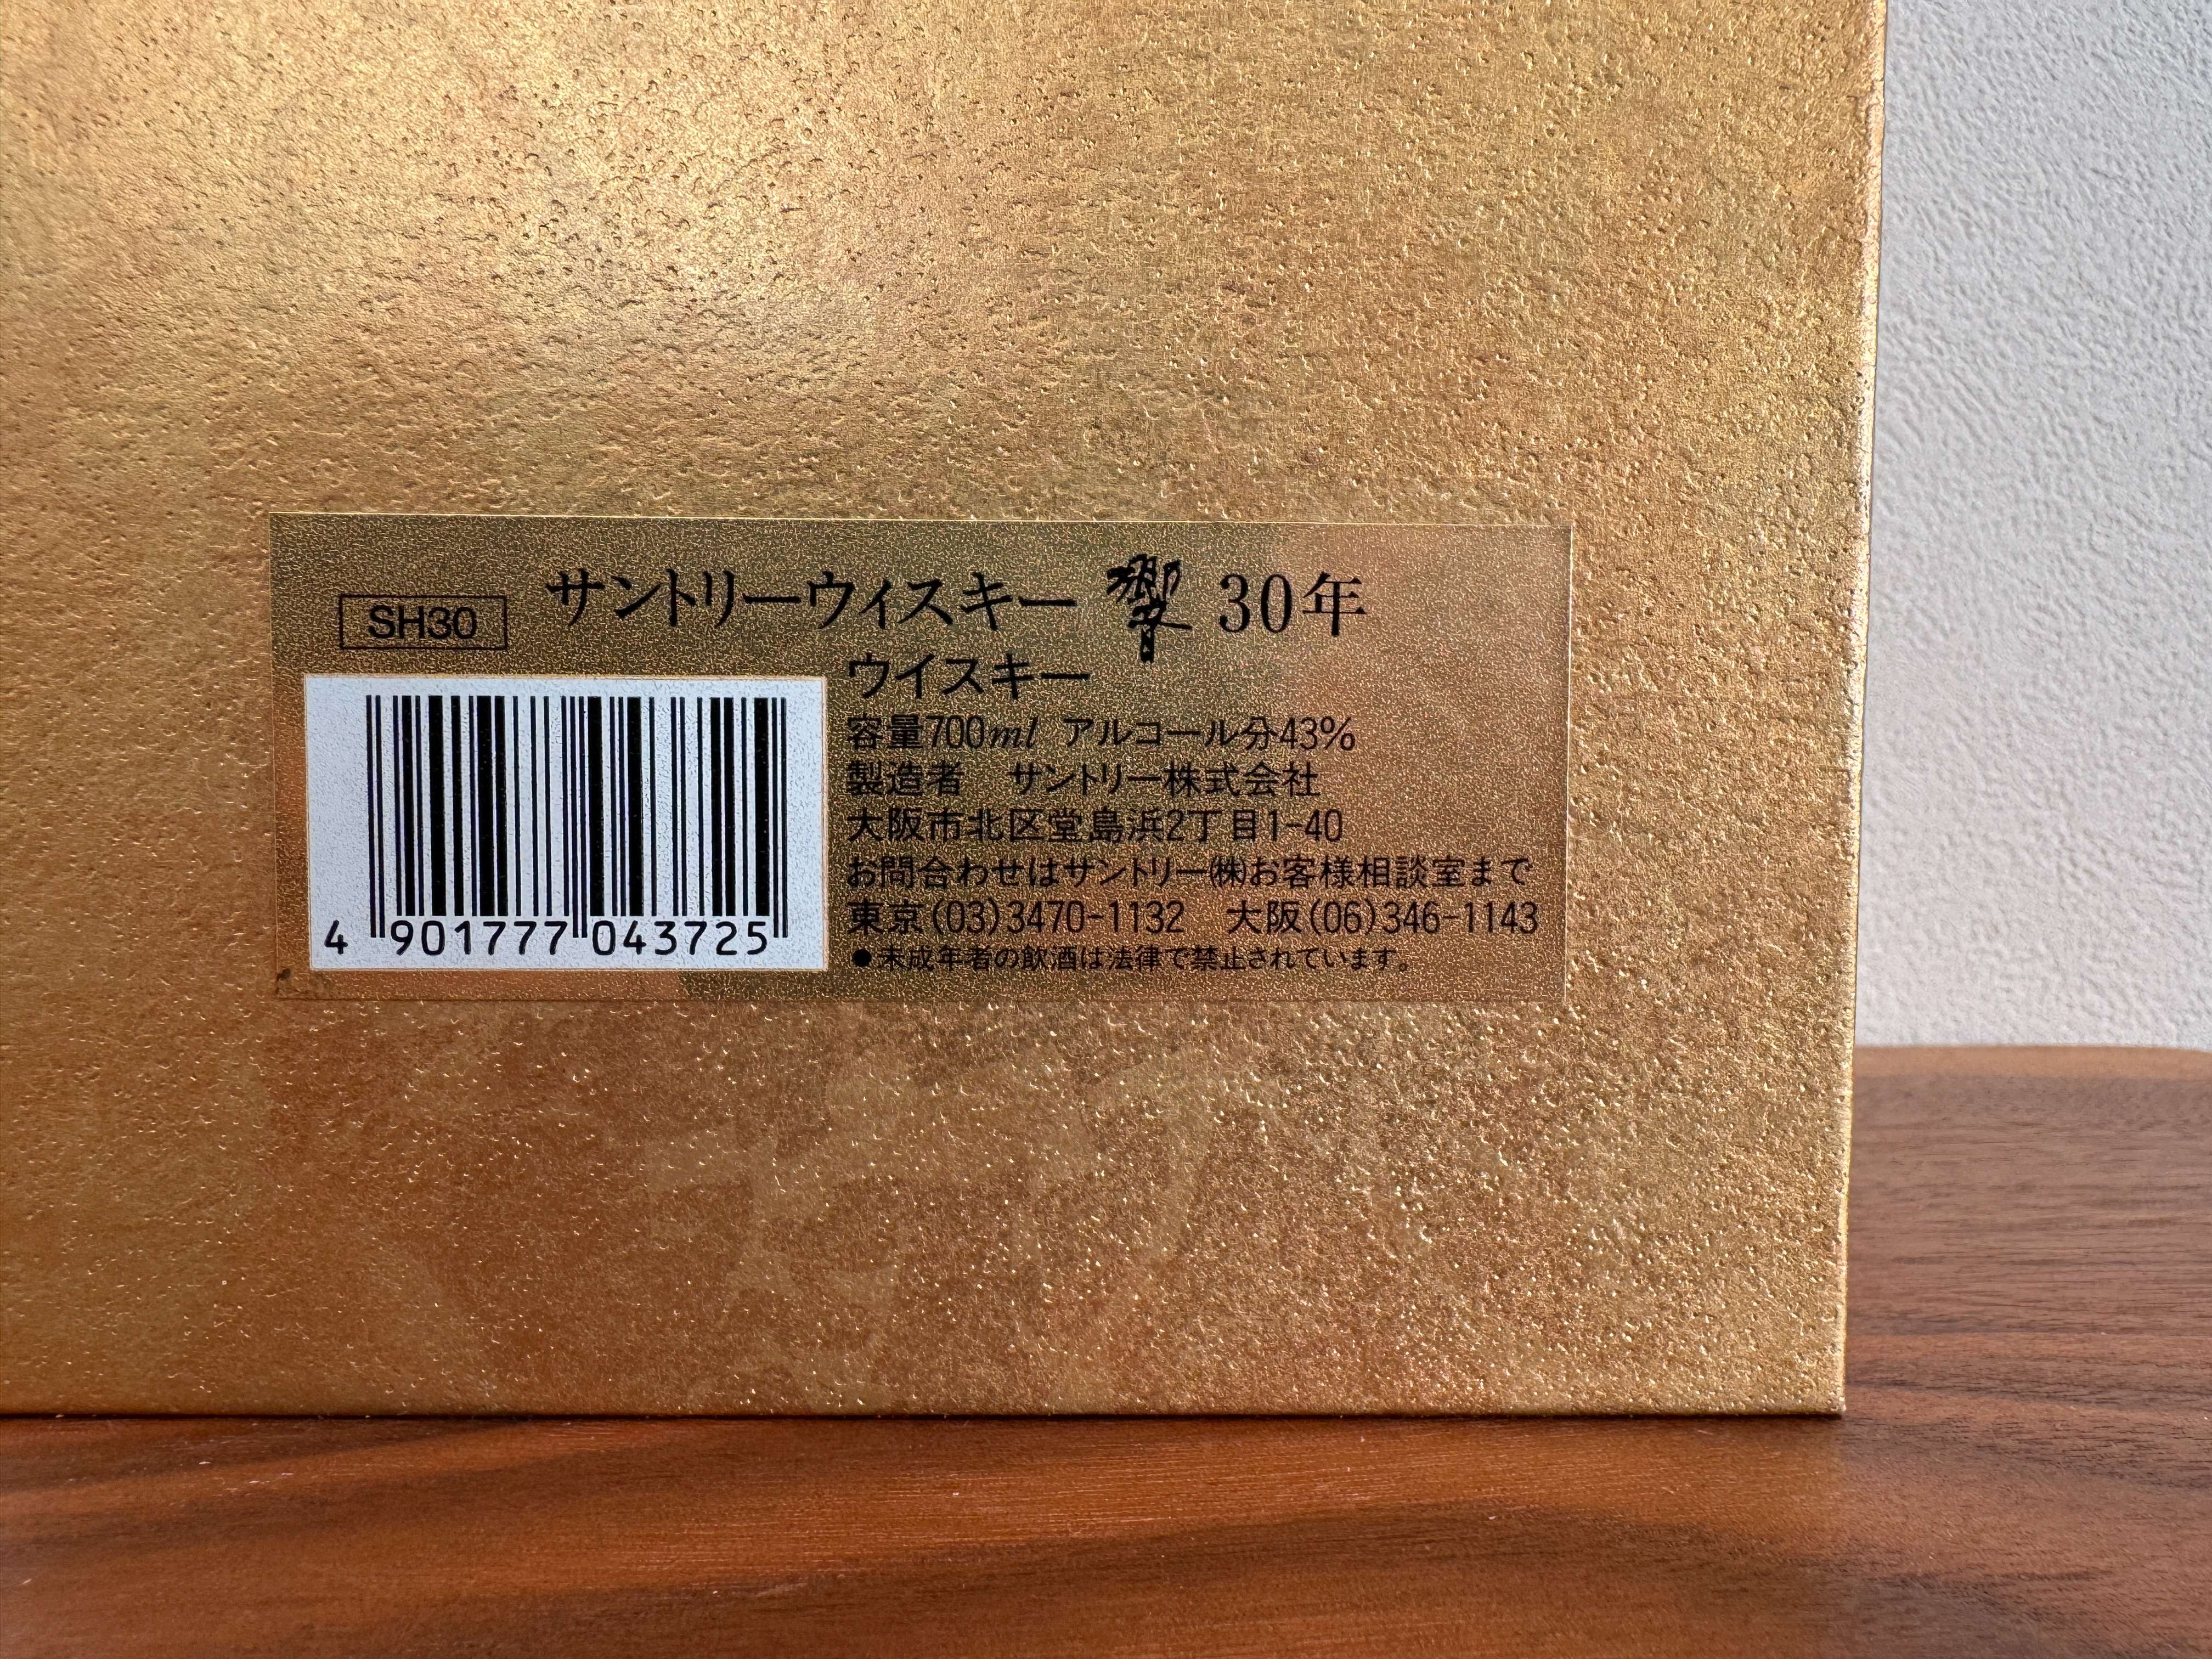 SH30
サントリーウィスキー 響 30年
ウイスキー
容量700ml アルコール分43%
製造者 サントリー株式会社
大阪市北区堂島浜2丁目1-40
お問合わせはサントリー㈱お客様相談室まで
東京(03)3470-1132 大阪(06)346-1143
●未成年者の飲酒は法律で禁止されています。
4 901777 043725